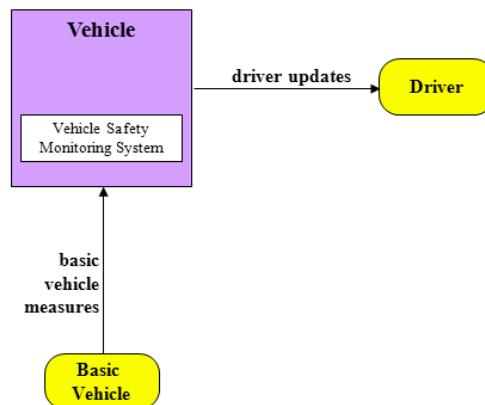 Vehicle
driver updates
Driver
Vehicle Safety
Monitoring System
basic
vehicle
measures
Basic
Vehicle